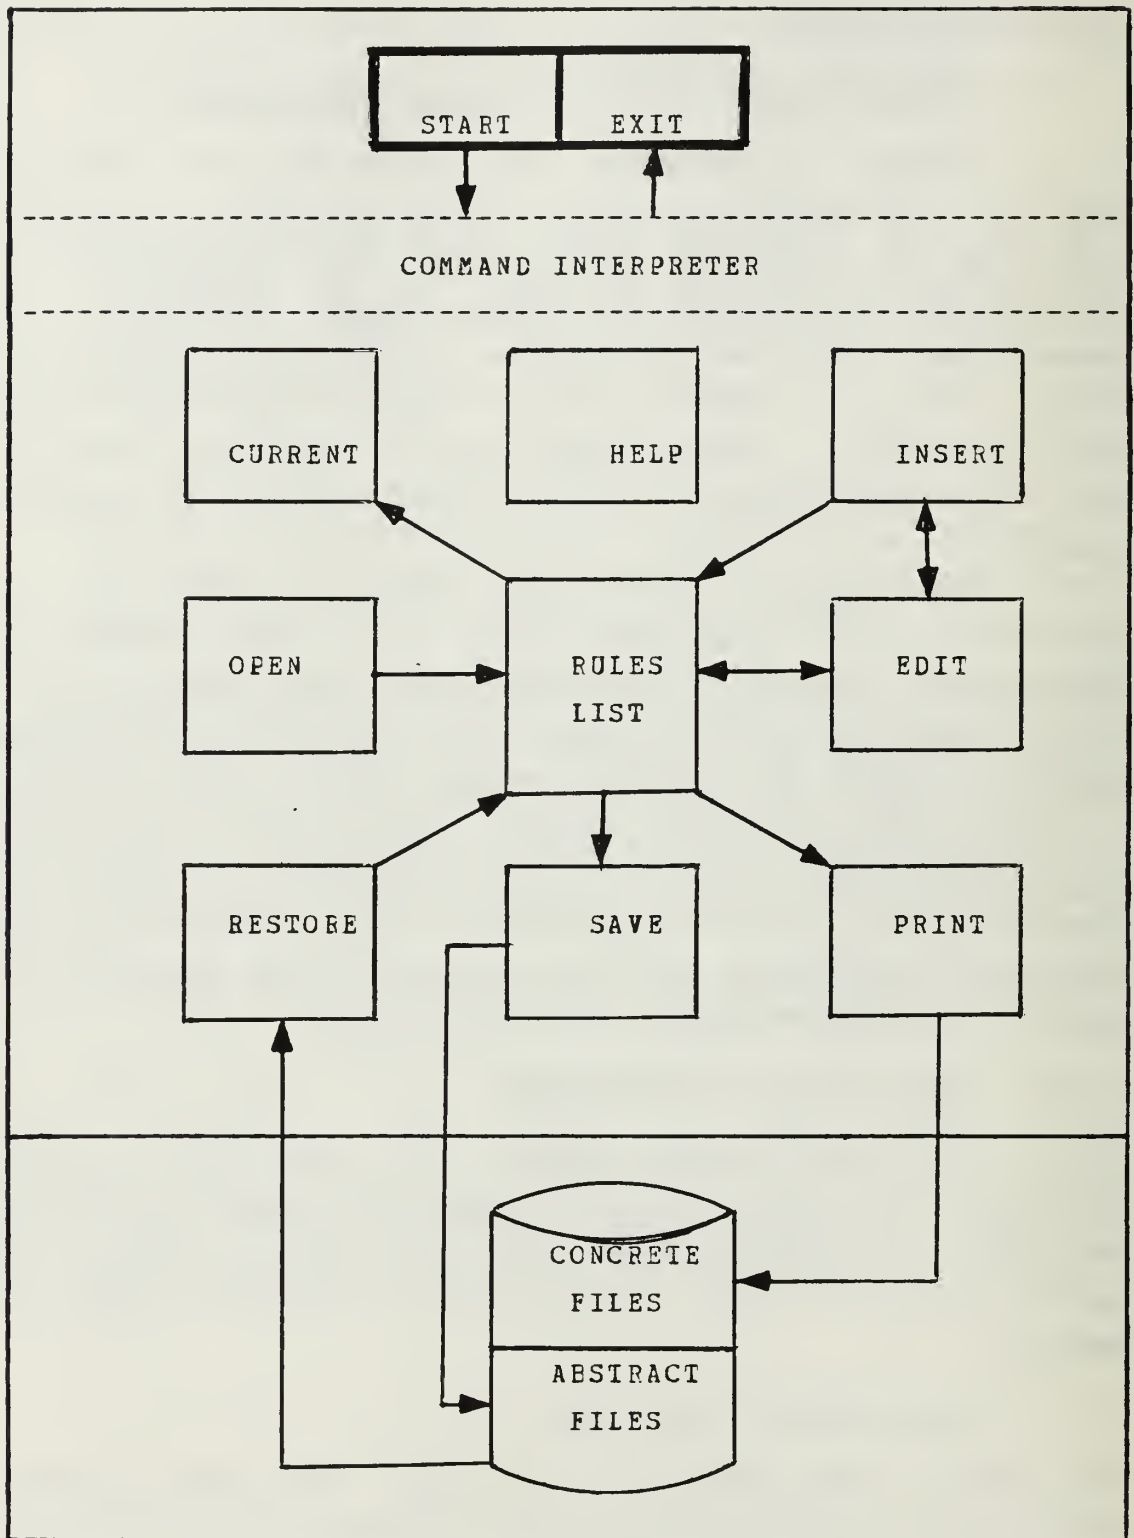 START EXIT
COMMAND INTERPRETER
CURRENT HELP INSERT
OPEN RULES LIST EDIT
RESTORE SAVE PRINT
CONCRETE
FILES
ABSTRACT
FILES